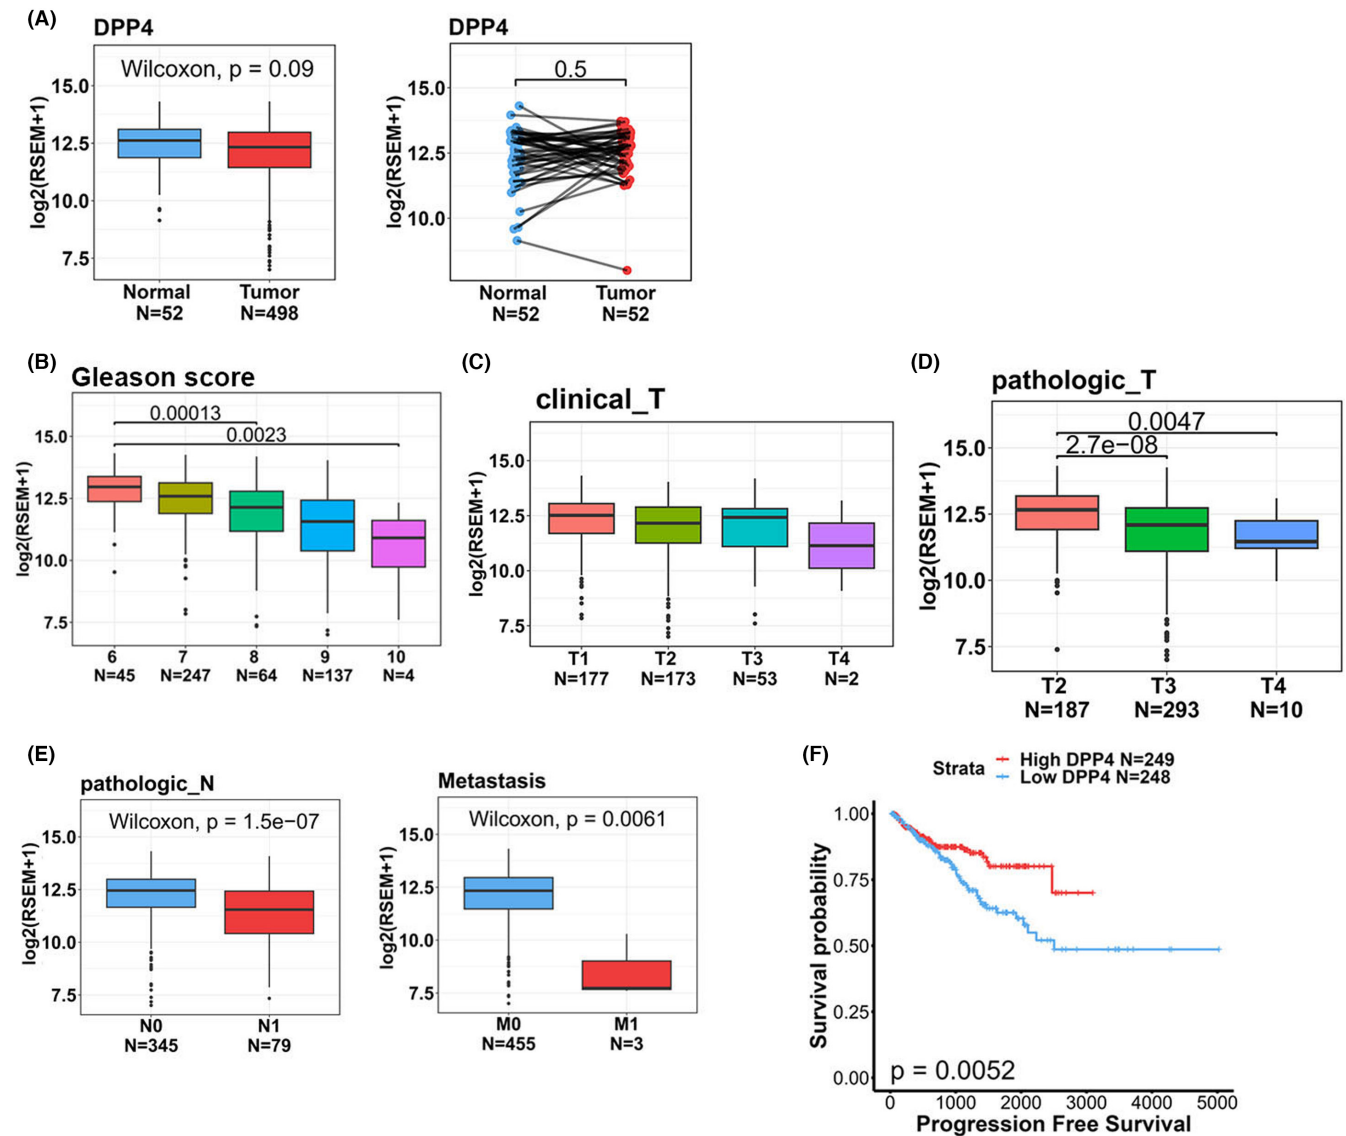 (A)
DPP4
Wilcoxon, p = 0.09
log2(RSEM+1)
15.0
12.5
10.0
7.5
Normal Tumor
N=52 N=498
DPP4
0.5
log2(RSEM+1)
15.0
12.5
10.0
Normal Tumor
N=52 N=52
(B)
Gleason score
0.00013
0.0023
log2(RSEM+1)
15.0
12.5
10.0
7.5
6 7 8 9 10
N=45 N=247 N=64 N=137 N=4
(C)
clinical_T
log2(RSEM+1)
15.0
12.5
10.0
7.5
T1 T2 T3 T4
N=177 N=173 N=53 N=2
(D)
pathologic_T
0.0047
2.7e−08
log2(RSEM+1)
15.0
12.5
10.0
7.5
T2 T3 T4
N=187 N=293 N=10
(E)
pathologic_N
Wilcoxon, p = 1.5e−07
log2(RSEM+1)
15.0
12.5
10.0
7.5
N0 N1
N=345 N=79
Metastasis
Wilcoxon, p = 0.0061
log2(RSEM+1)
15.0
12.5
10.0
7.5
M0 M1
N=455 N=3
(F)
Strata
High DPP4 N=249
Low DPP4 N=248
Survival probability
1.00
0.75
0.50
0.25
0.00
p = 0.0052
0 1000 2000 3000 4000 5000
Progression Free Survival